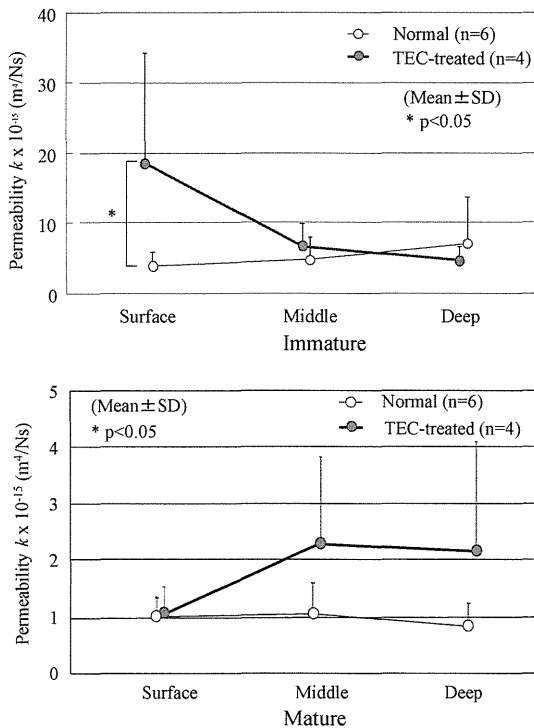 Permeability k x 10⁻¹⁵ (m⁴/Ns)
40
30
20
10
0
Normal (n=6)
TEC-treated (n=4)
(Mean±SD)
* p<0.05
*
Surface Middle Deep
Immature
Permeability k x 10⁻¹⁵ (m⁴/Ns)
5
4
3
2
1
0
(Mean±SD)
* p<0.05
Normal (n=6)
TEC-treated (n=4)
Surface Middle Deep
Mature